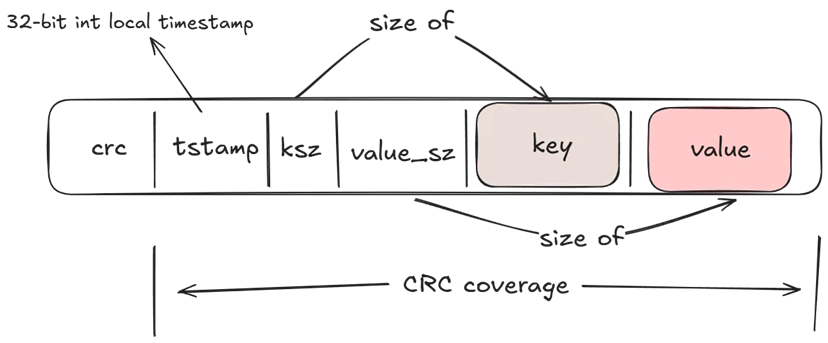 32-bit int local timestamp
size of
crc
tstamp
ksz
value_sz
key
value
size of
CRC coverage